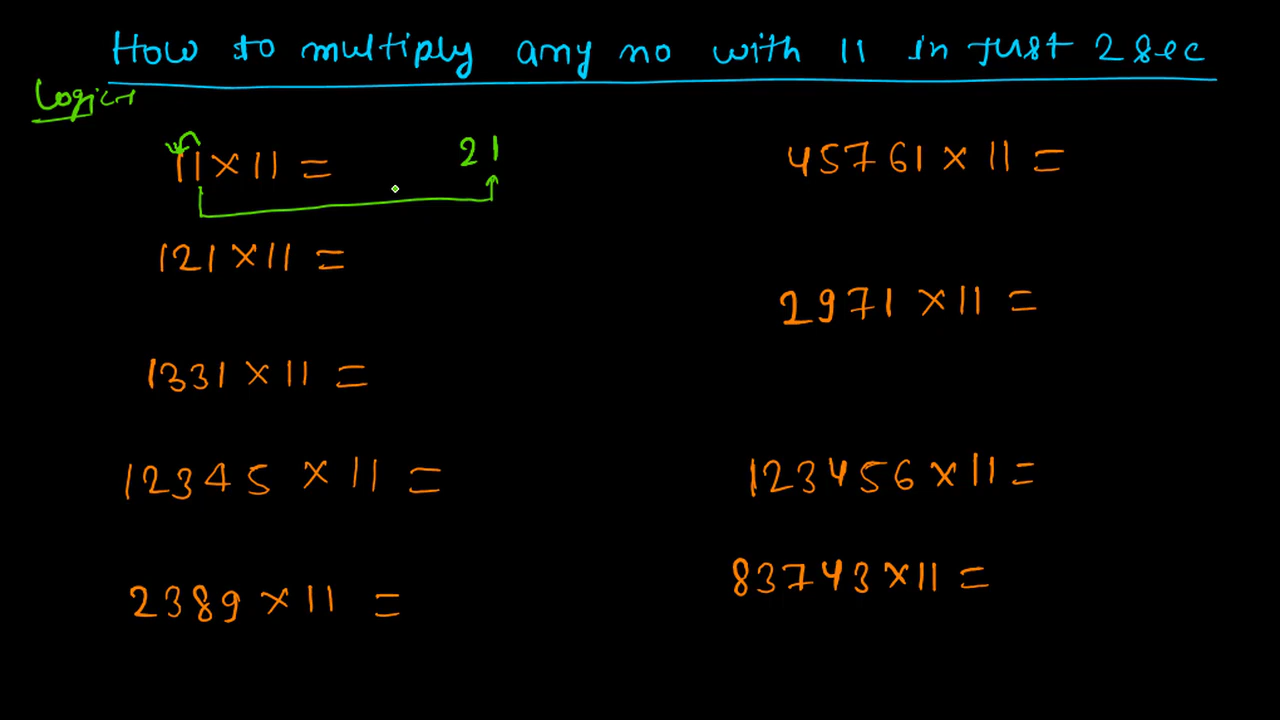 How to multiply any no with 11 in just 2 sec
Logic→
11 × 11 = 21
121 × 11 =
1331 × 11 =
12345 × 11 =
2389 × 11 =
45761 × 11 =
2971 × 11 =
123456 × 11 =
83743 × 11 =